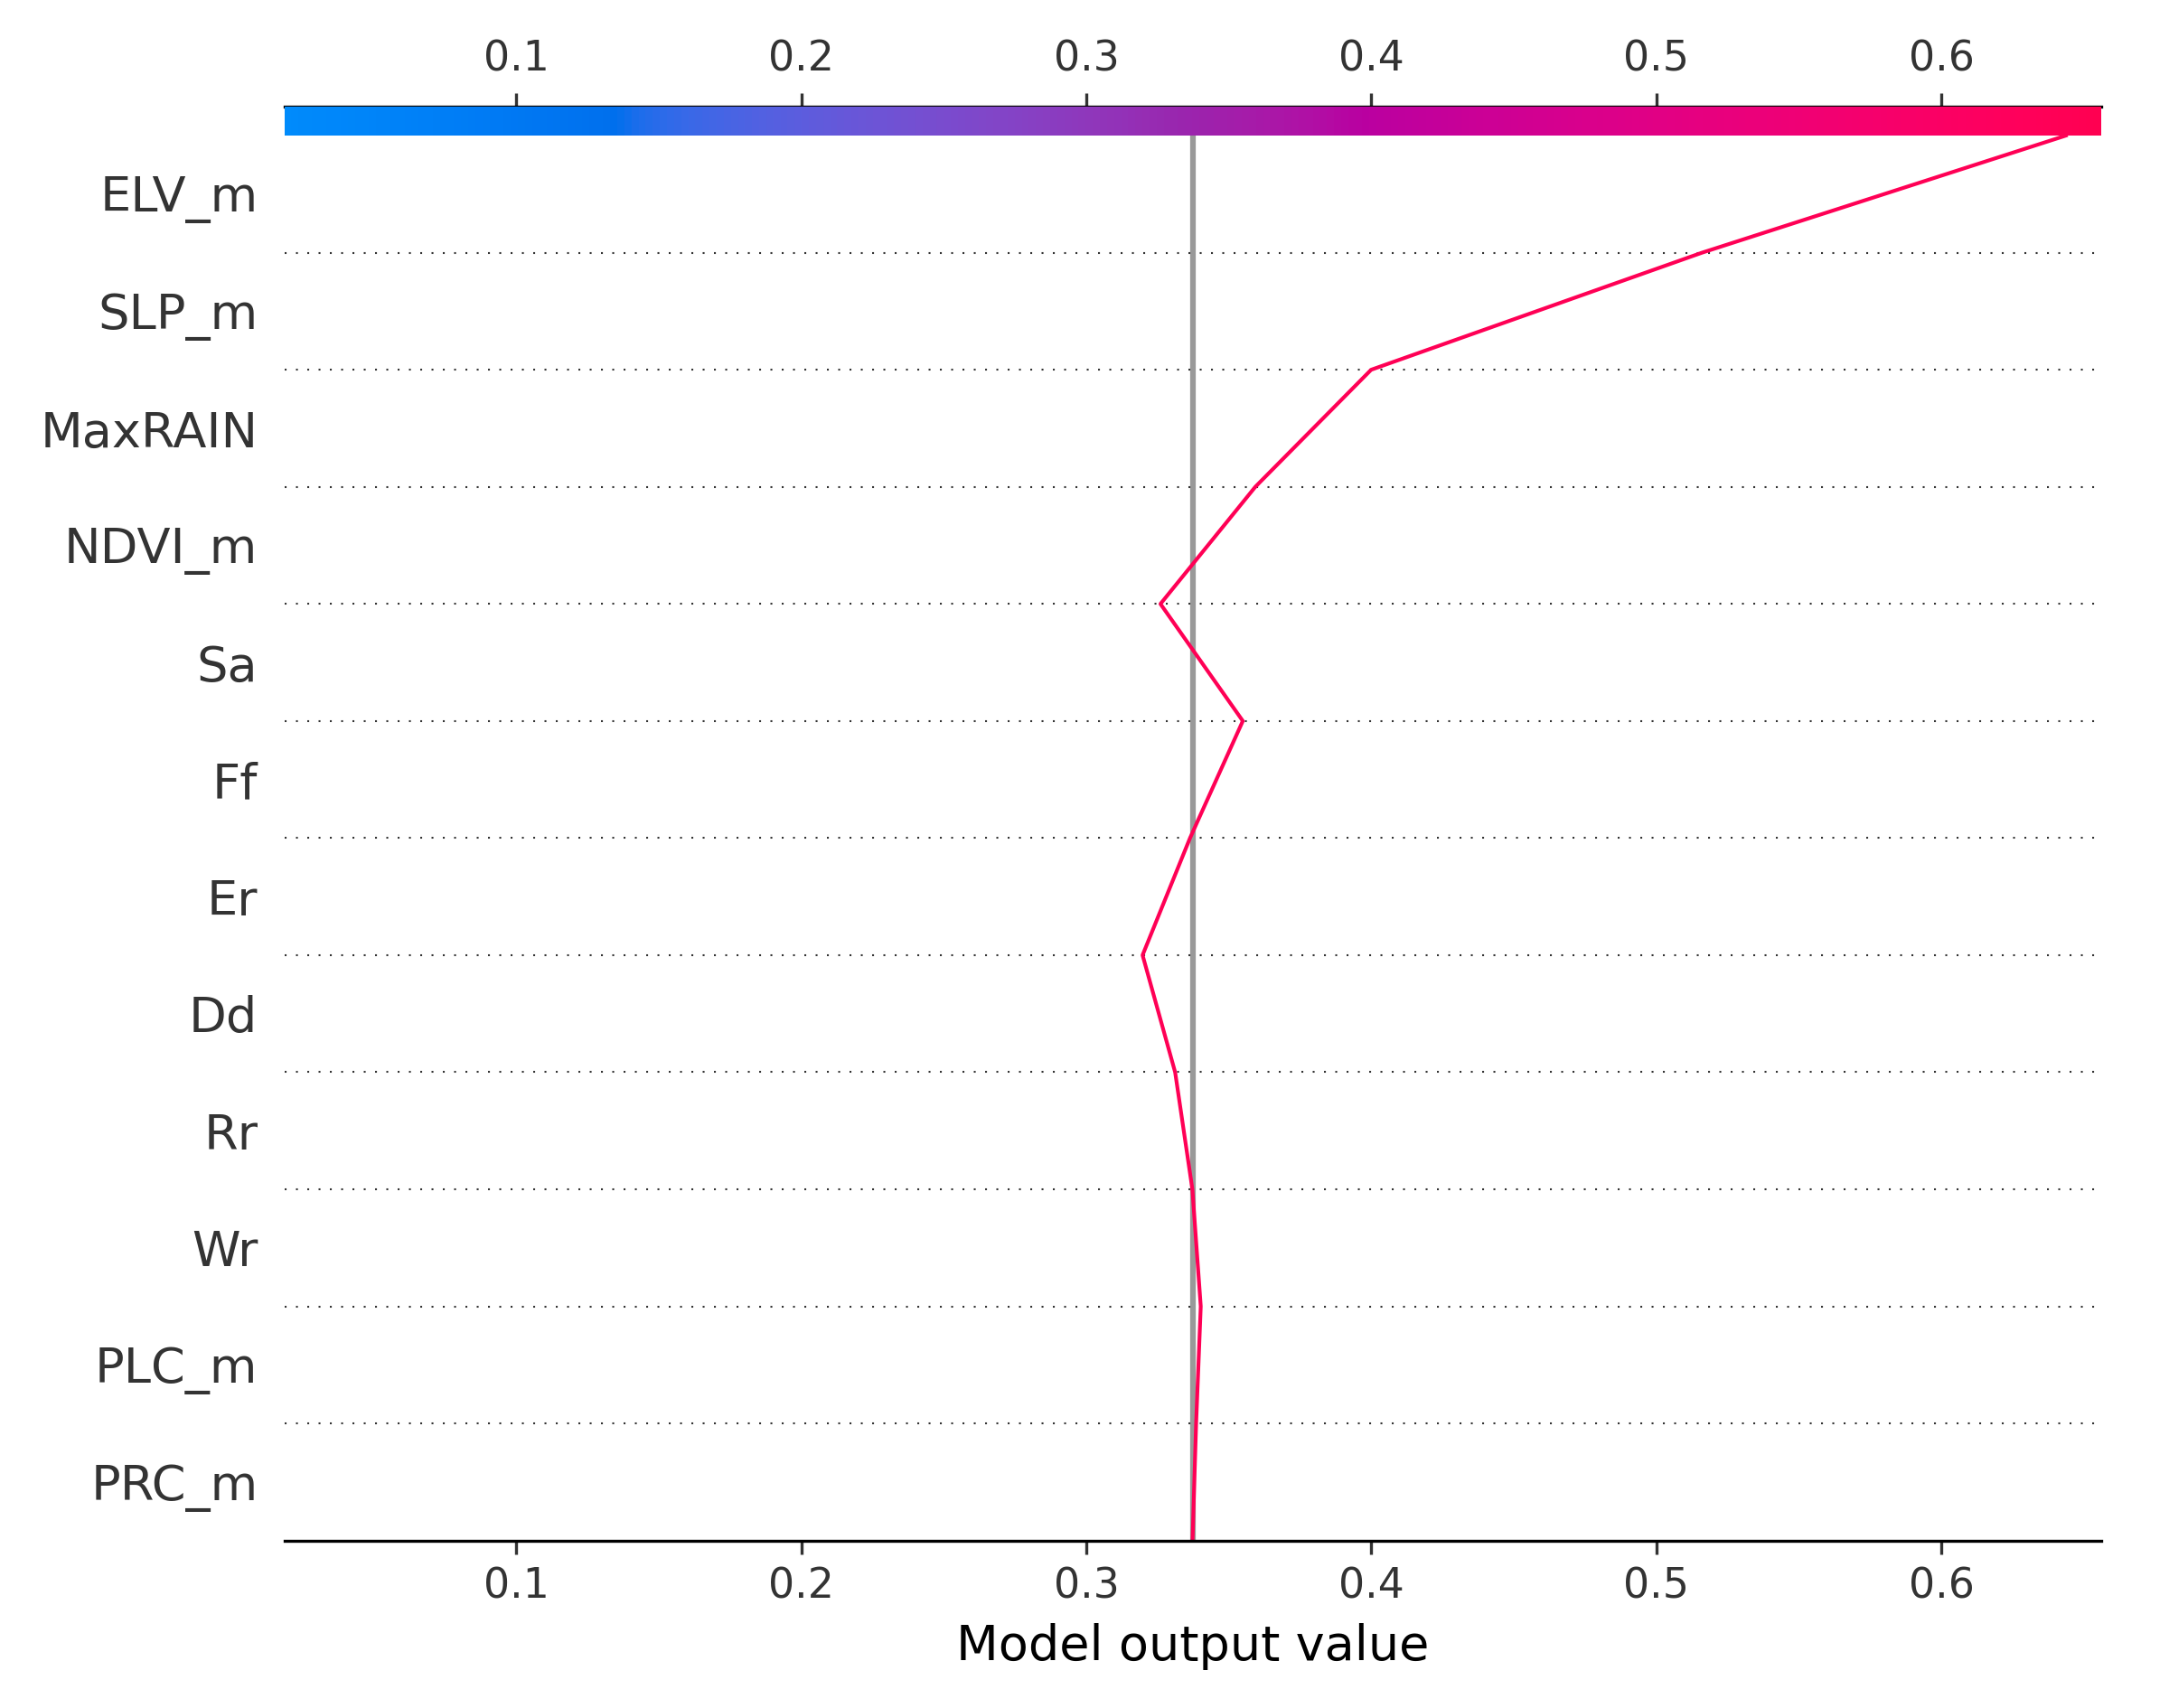 0.1 0.2 0.3 0.4 0.5 0.6
ELV_m
SLP_m
MaxRAIN
NDVI_m
Sa
Ff
Er
Dd
Rr
Wr
PLC_m
PRC_m
0.1 0.2 0.3 0.4 0.5 0.6
Model output value